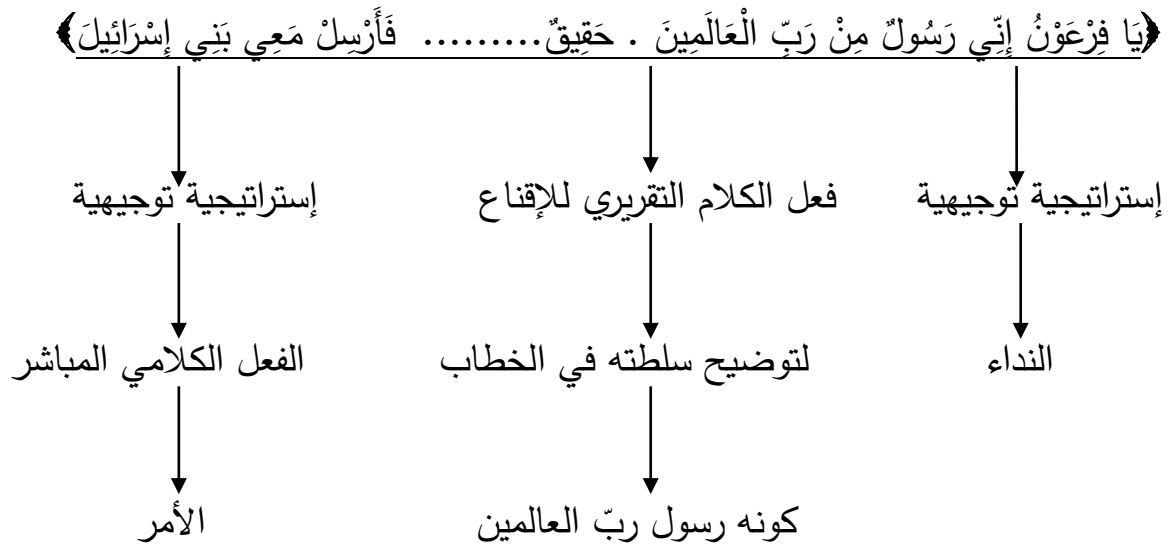 ﴿يَا فِرْعَوْنُ إِنِّي رَسُولٌ مِنْ رَبِّ الْعَالَمِينَ . حَقِيقٌ......... فَأَرْسِلْ مَعِي بَنِي إِسْرَائِيلَ﴾
إستراتيجية توجيهية فعل الكلام التقريري للإقناع إستراتيجية توجيهية
النداء لتوضيح سلطته في الخطاب الفعل الكلامي المباشر
كونه رسول ربّ العالمين الأمر